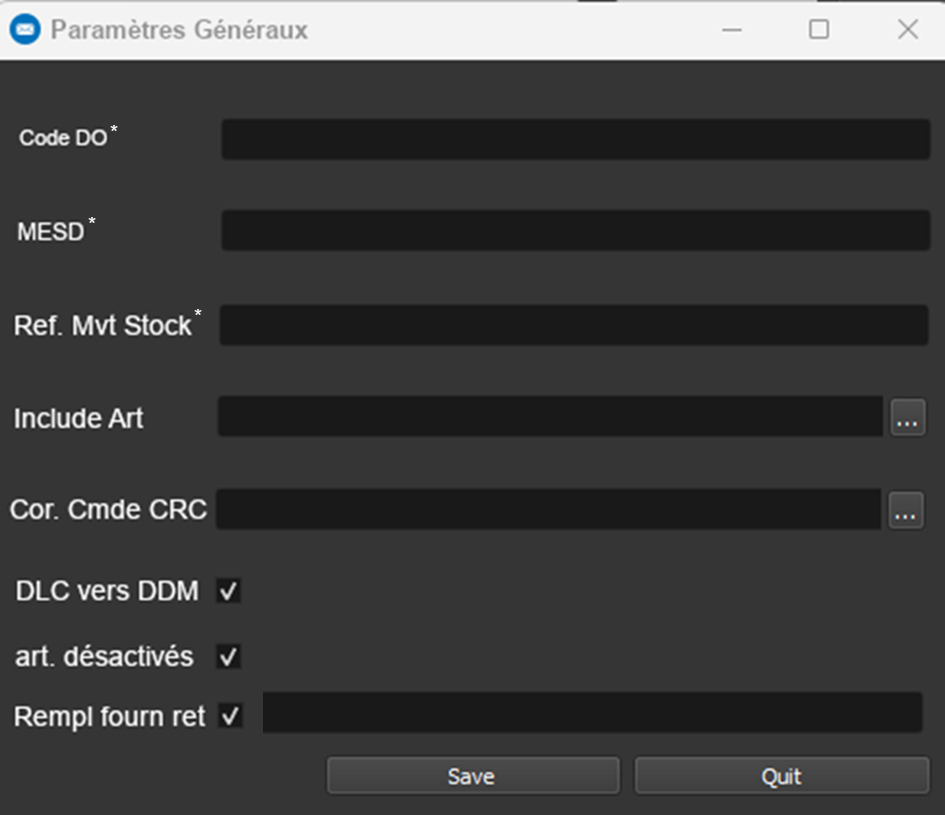 Paramètres Généraux
Code DO*
MESD*
Ref. Mvt Stock*
Include Art ...
Cor. Cmde CRC ...
DLC vers DDM
art. désactivés
Rempl fourn ret
Save Quit